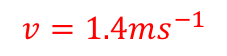 v = 1.4ms⁻¹